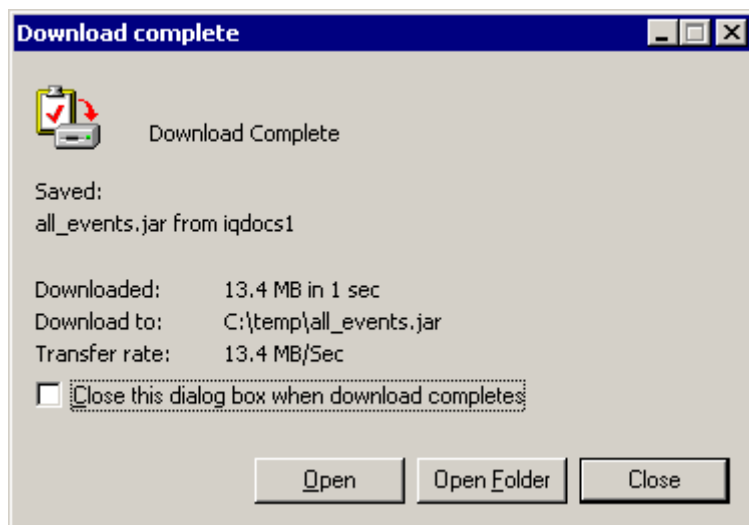 Download complete
Download Complete
Saved:
all_events.jar from iqdocs1
Downloaded: 13.4 MB in 1 sec
Download to: C:\temp\all_events.jar
Transfer rate: 13.4 MB/Sec
Close this dialog box when download completes
Open Open Folder Close